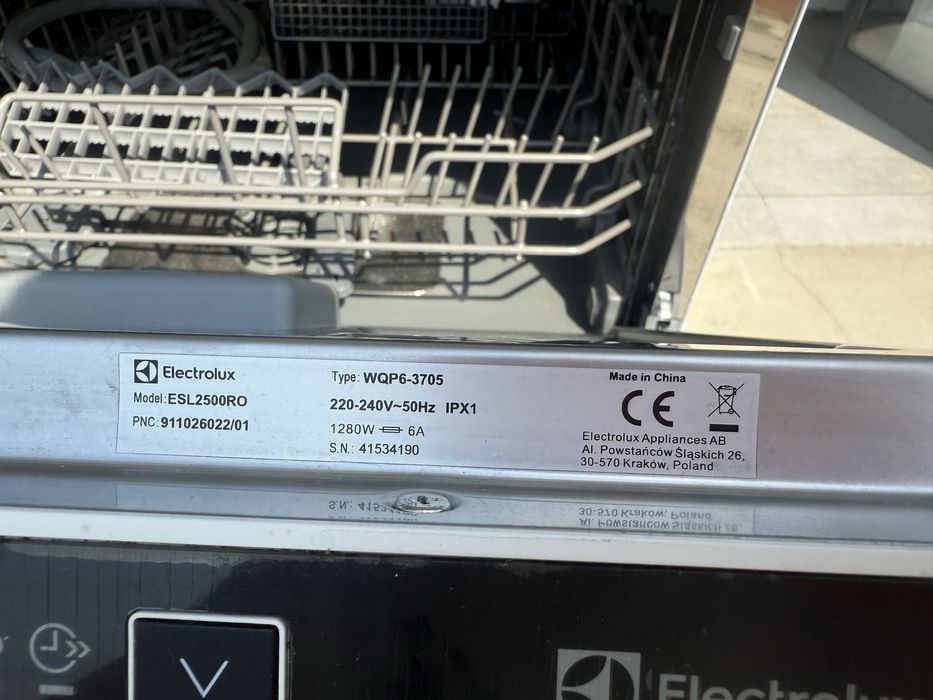 Electrolux
Model: ESL2500RO
PNC: 911026022/01
Type: WQP6-3705
220-240V~50Hz IPX1
1280W 6A
S.N.: 41534190
Made in China
CE
Electrolux Appliances AB
Al. Powstańców Śląskich 26,
30-570 Kraków, Poland
Electrolux